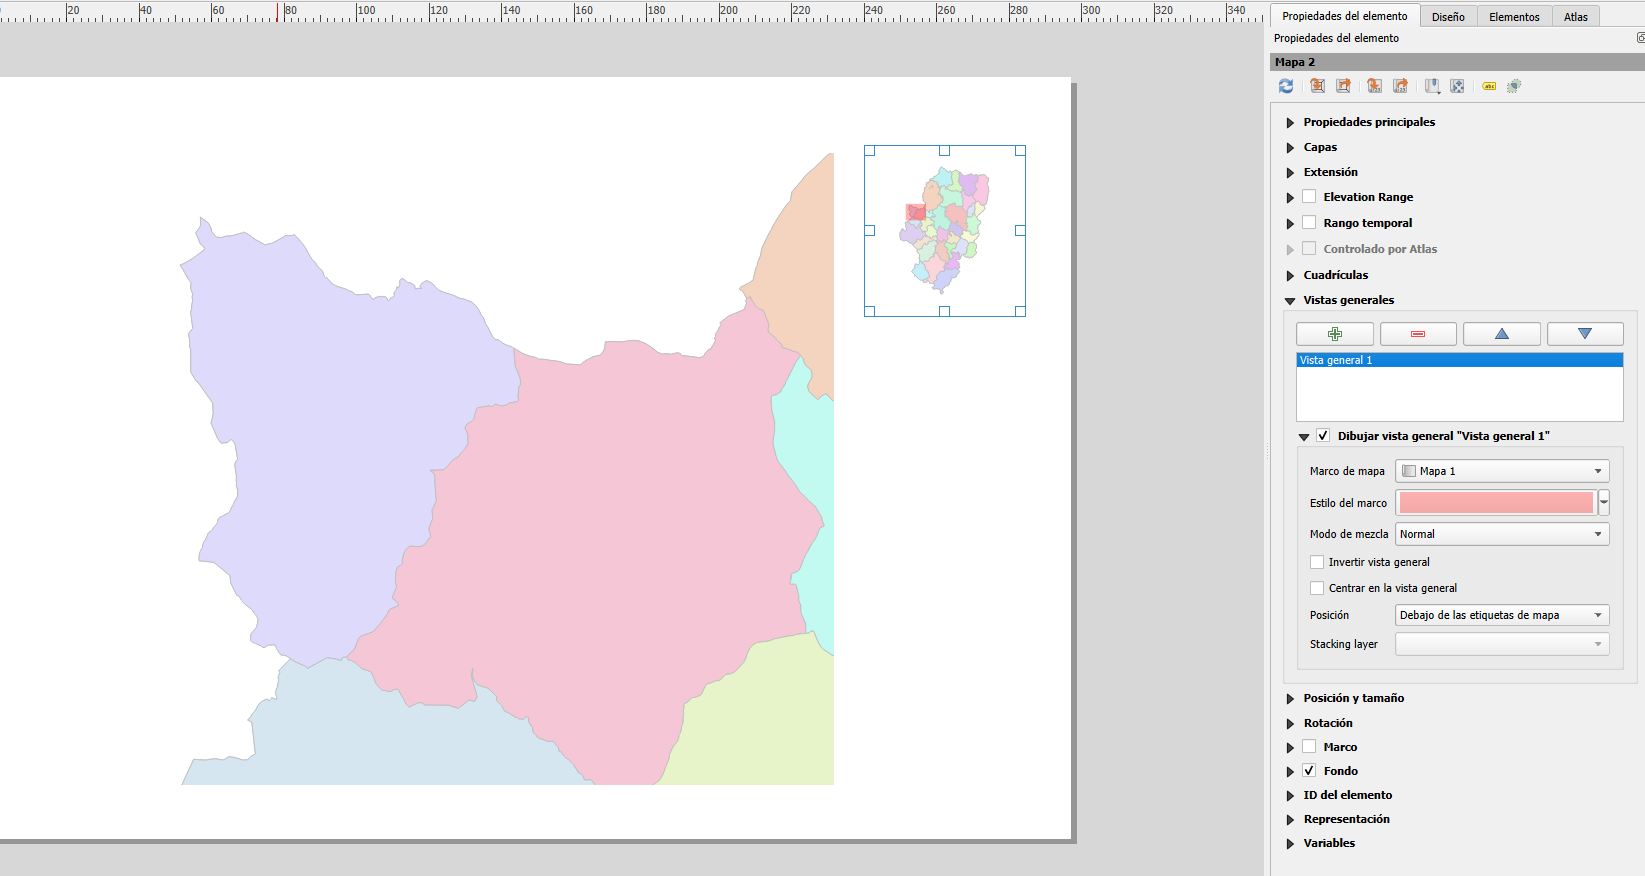 20 40 60 80 100 120 140 160 180 200 220 240 260 280 300 320 340
Propiedades del elemento Diseño Elementos Atlas
Propiedades del elemento
Mapa 2
abc
Propiedades principales
Capas
Extensión
Elevation Range
Rango temporal
Controlado por Atlas
Cuadrículas
Vistas generales
Vista general 1
Dibujar vista general "Vista general 1"
Marco de mapa Mapa 1
Estilo del marco
Modo de mezcla Normal
Invertir vista general
Centrar en la vista general
Posición Debajo de las etiquetas de mapa
Stacking layer
Posición y tamaño
Rotación
Marco
Fondo
ID del elemento
Representación
Variables